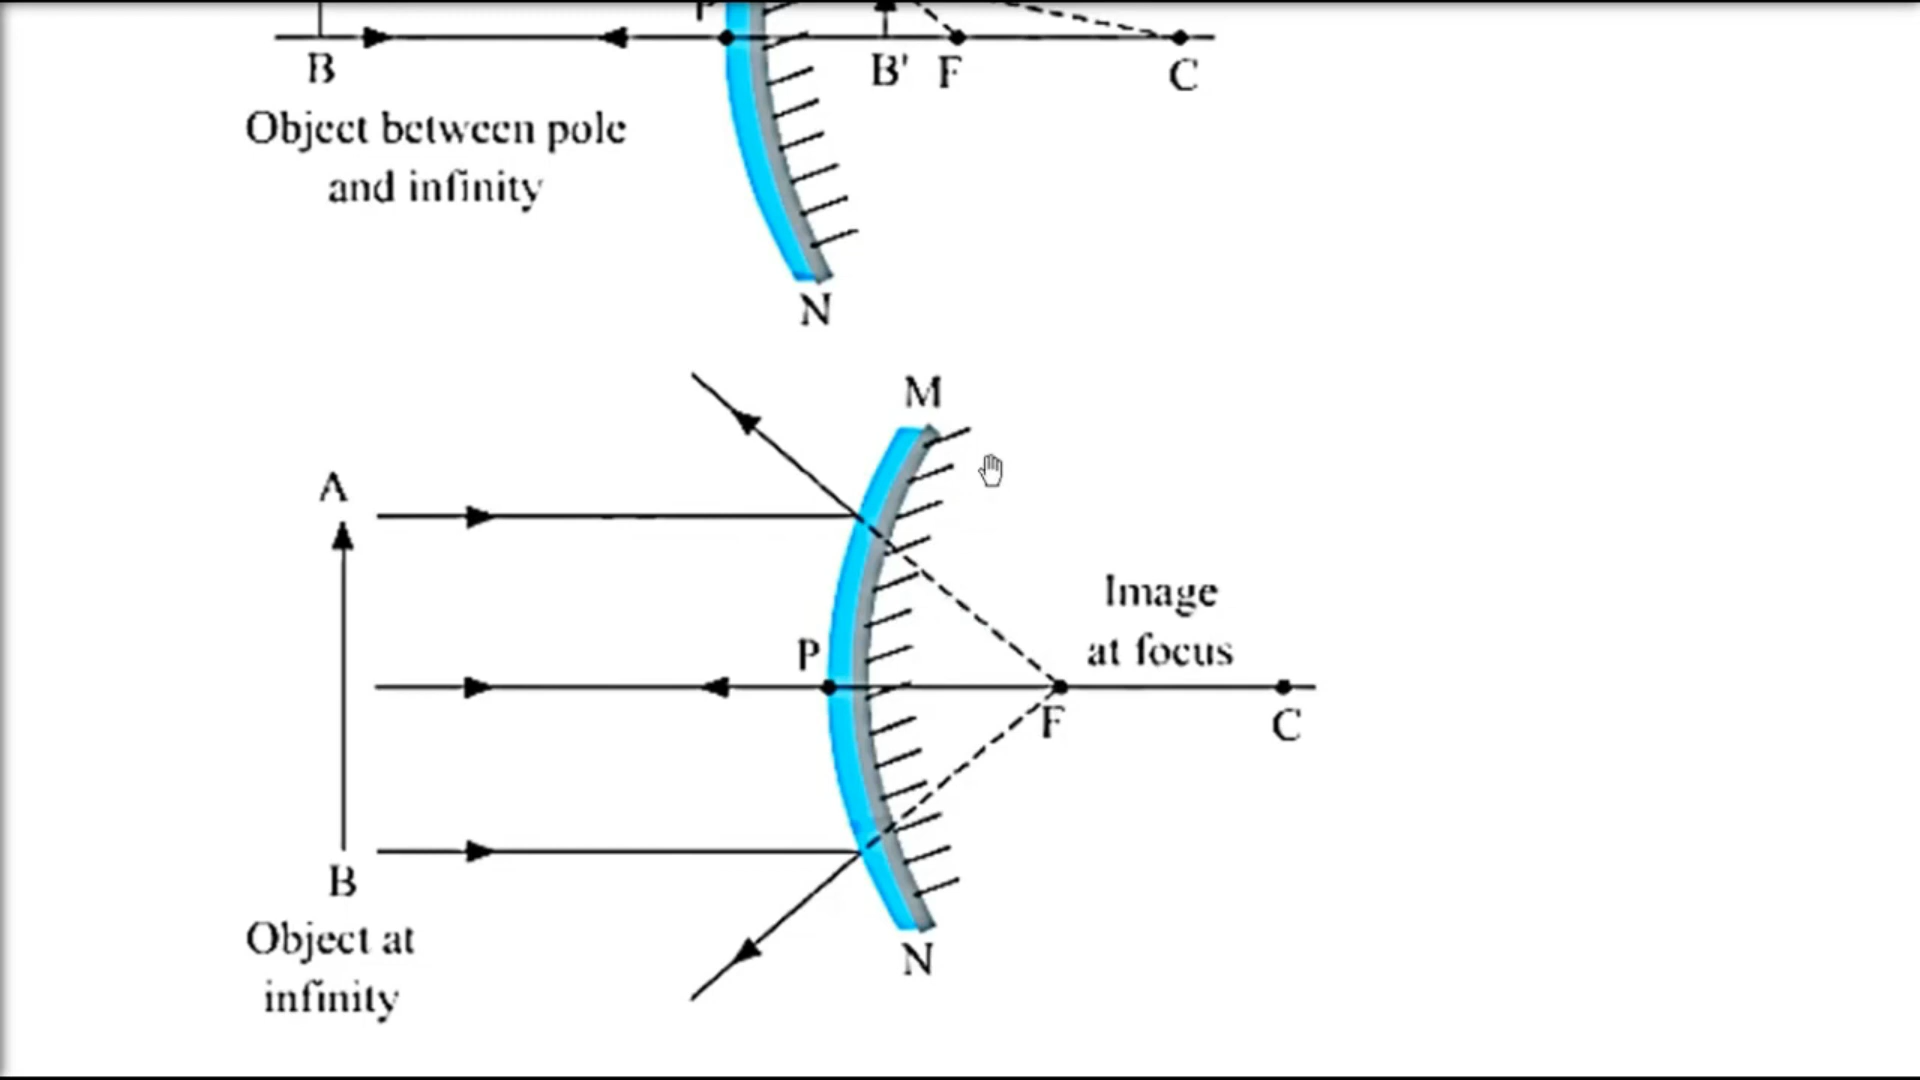 P
B
B' F
C
Object between pole
and infinity
N
M
A
Image
at focus
P
F
C
B
Object at
infinity
N